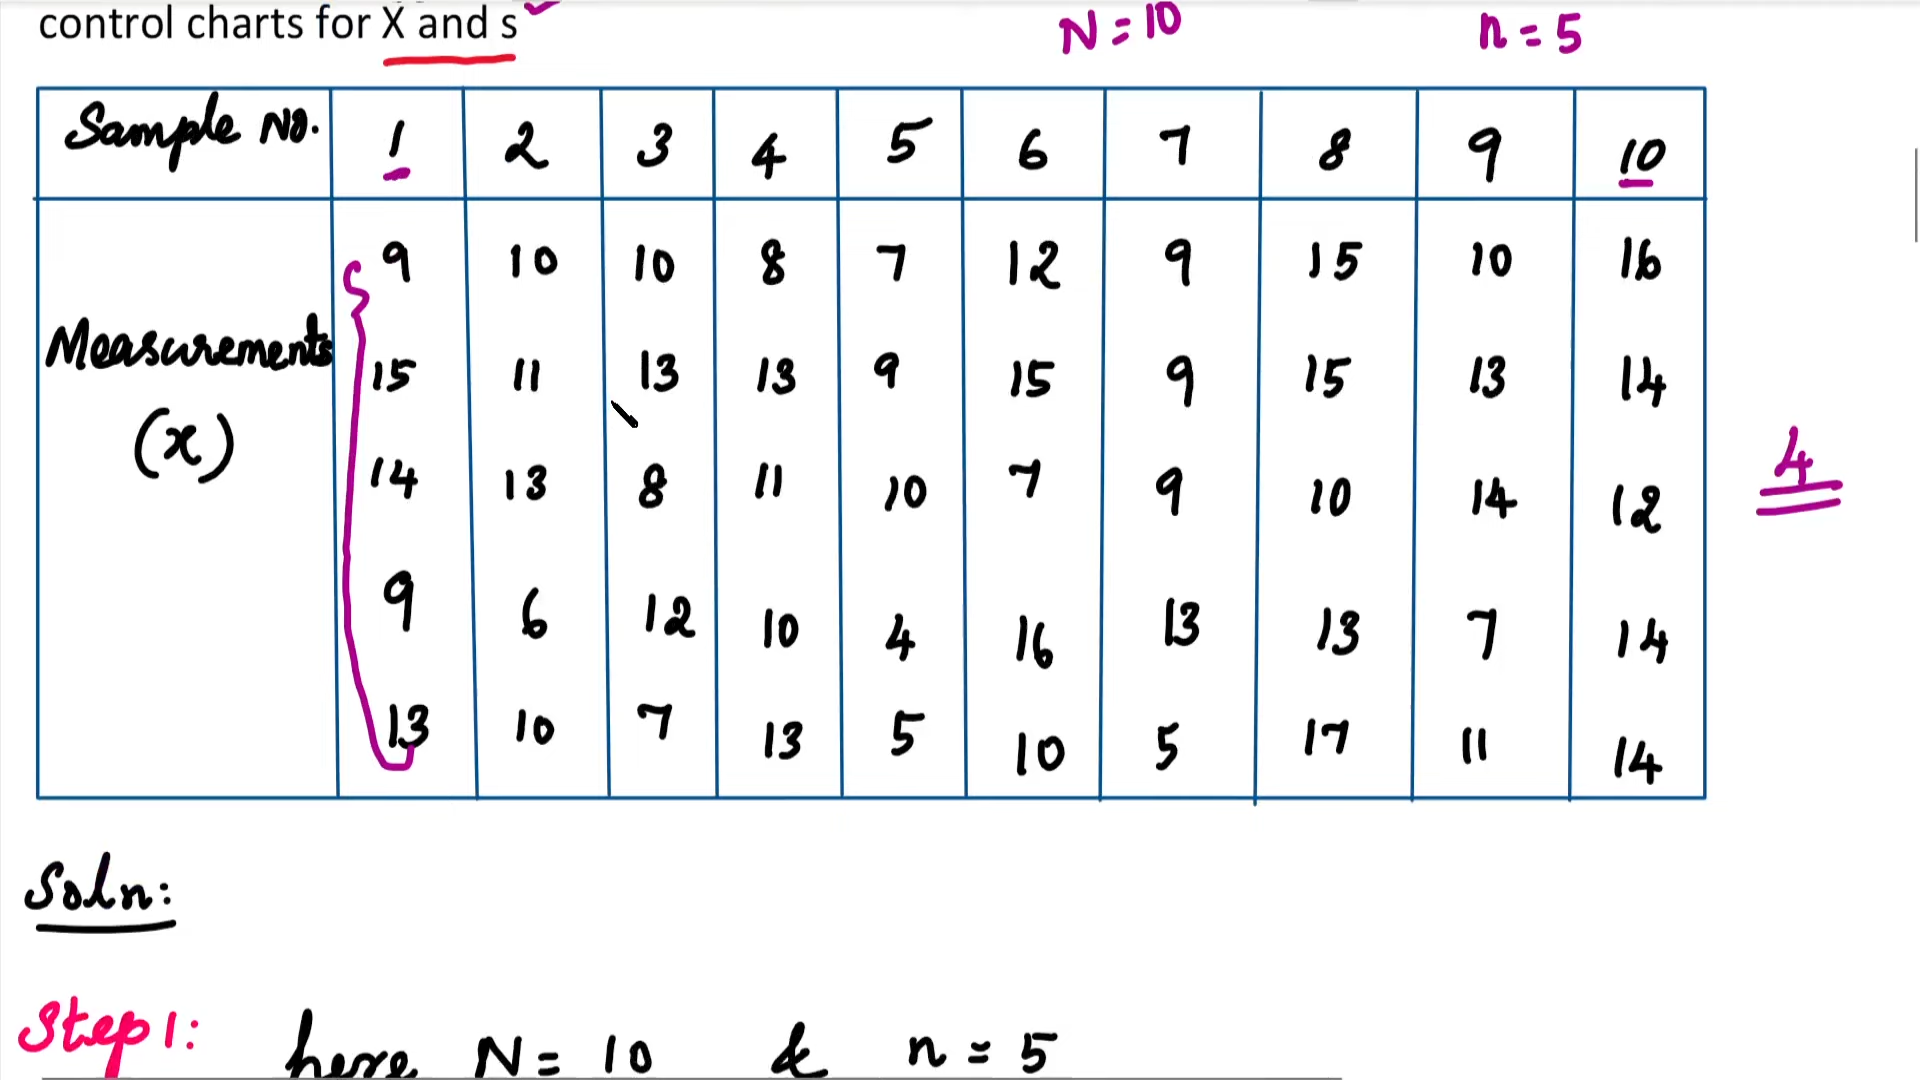 control charts for X and s
N = 10 n = 5
Sample No. 1 2 3 4 5 6 7 8 9 10
9 10 10 8 7 12 9 15 10 16
Measurements 15 11 13 13 9 15 9 15 13 14
(x) 14 13 8 11 10 7 9 10 14 12
4
9 6 12 10 4 16 13 13 7 14
13 10 7 13 5 10 5 17 11 14
Soln:
Step 1: here N = 10 & n = 5